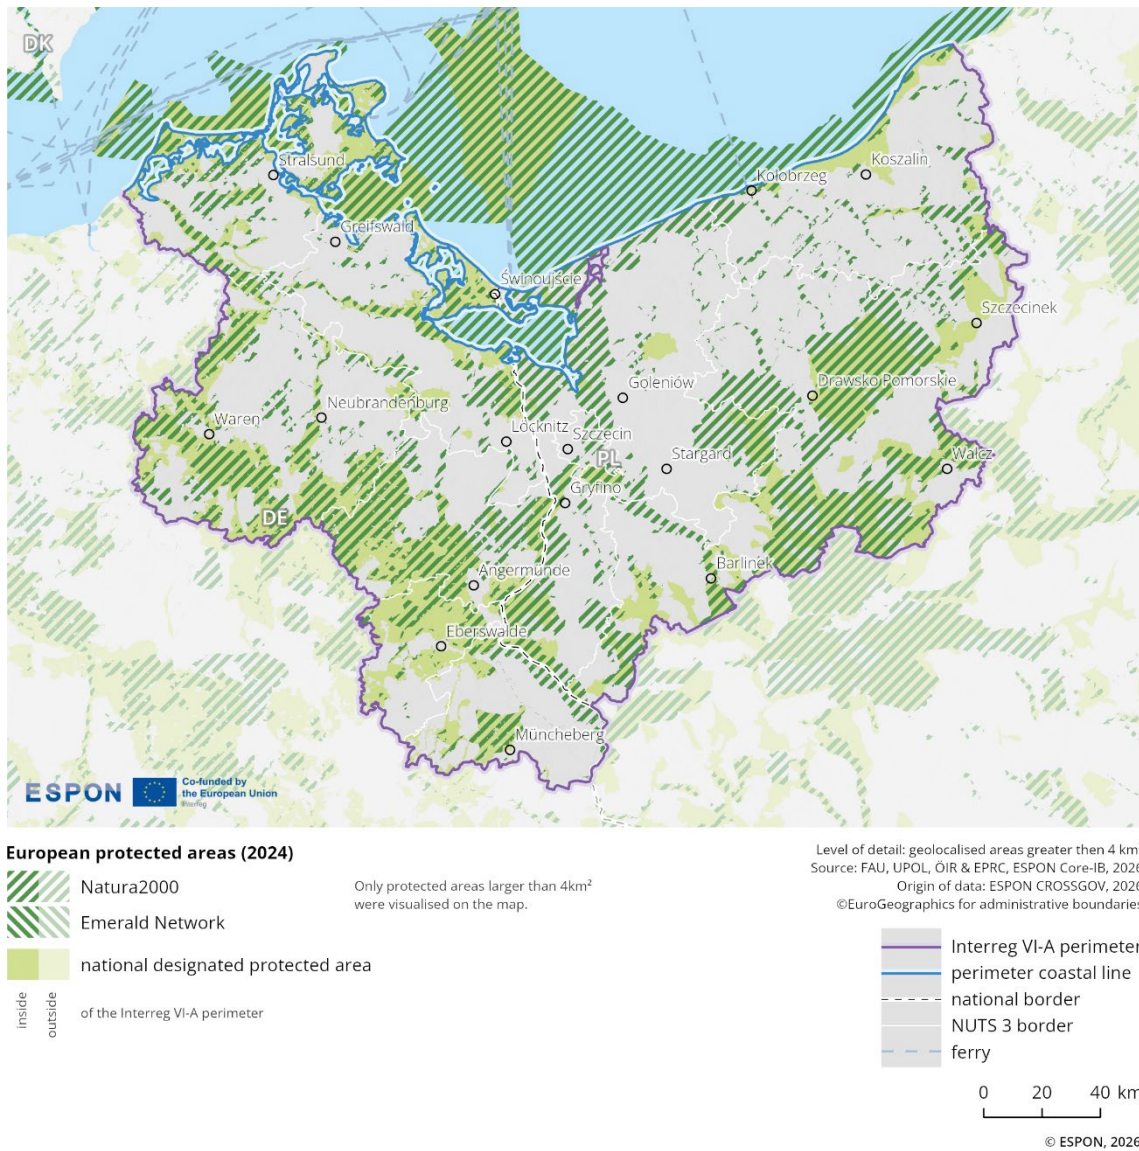 DK
Stralsund
Koszalin
Kołobrzeg
Greifswald
Świnoujście
Szczecinek
Drawsko Pomorskie
Goleniów
Neubrandenburg
Waren
Löcknitz
Szczecin
PL
Stargard
Wałcz
Gryfino
DE
Angermünde
Barlinek
Eberswalde
Müncheberg
ESPON
Co-funded by
the European Union
Interreg
European protected areas (2024)
Natura2000
Emerald Network
national designated protected area
inside
outside
of the Interreg VI-A perimeter
Only protected areas larger than 4km²
were visualised on the map.
Level of detail: geolocalised areas greater then 4 km
Source: FAU, UPOL, ÖIR & EPRC, ESPON Core-IB, 2026
Origin of data: ESPON CROSSGOV, 2026
©EuroGeographics for administrative boundaries
Interreg VI-A perimeter
perimeter coastal line
national border
NUTS 3 border
ferry
0 20 40 km
© ESPON, 2026